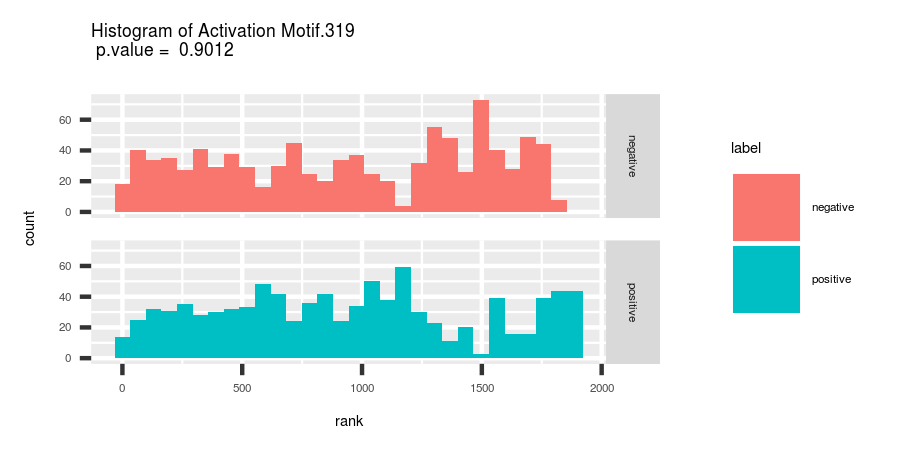 Histogram of Activation Motif.319
p.value =  0.9012
60
40
20
0
negative
60
40
20
0
positive
0
500
1000
1500
2000
rank
count
label
negative
positive